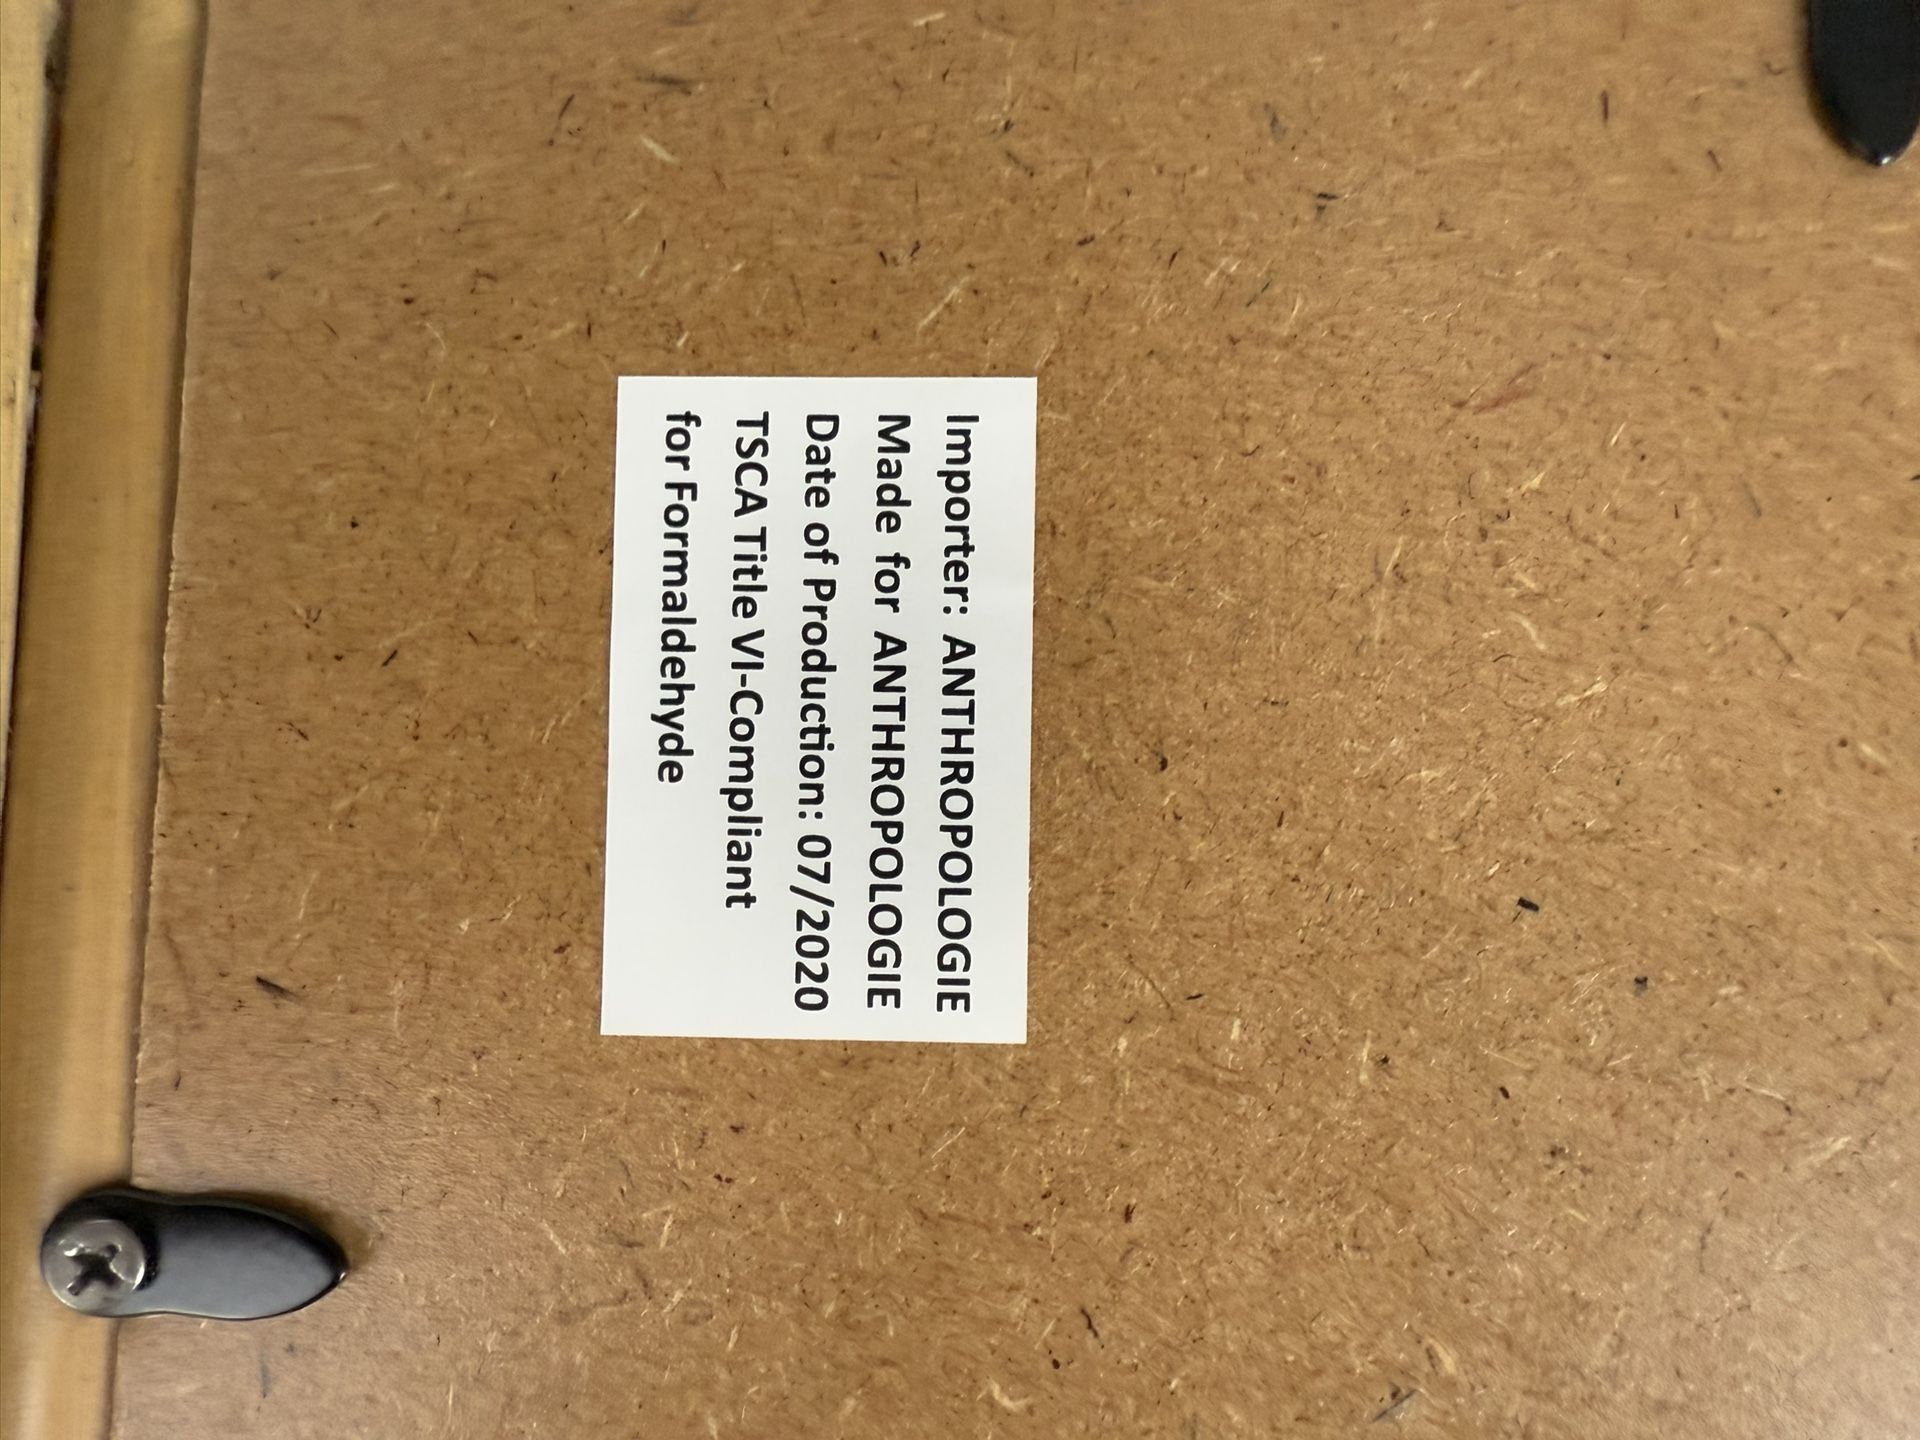 Importer: ANTHROPOLOGIE
Made for ANTHROPOLOGIE
Date of Production: 07/2020
TSCA Title VI-Compliant
for Formaldehyde